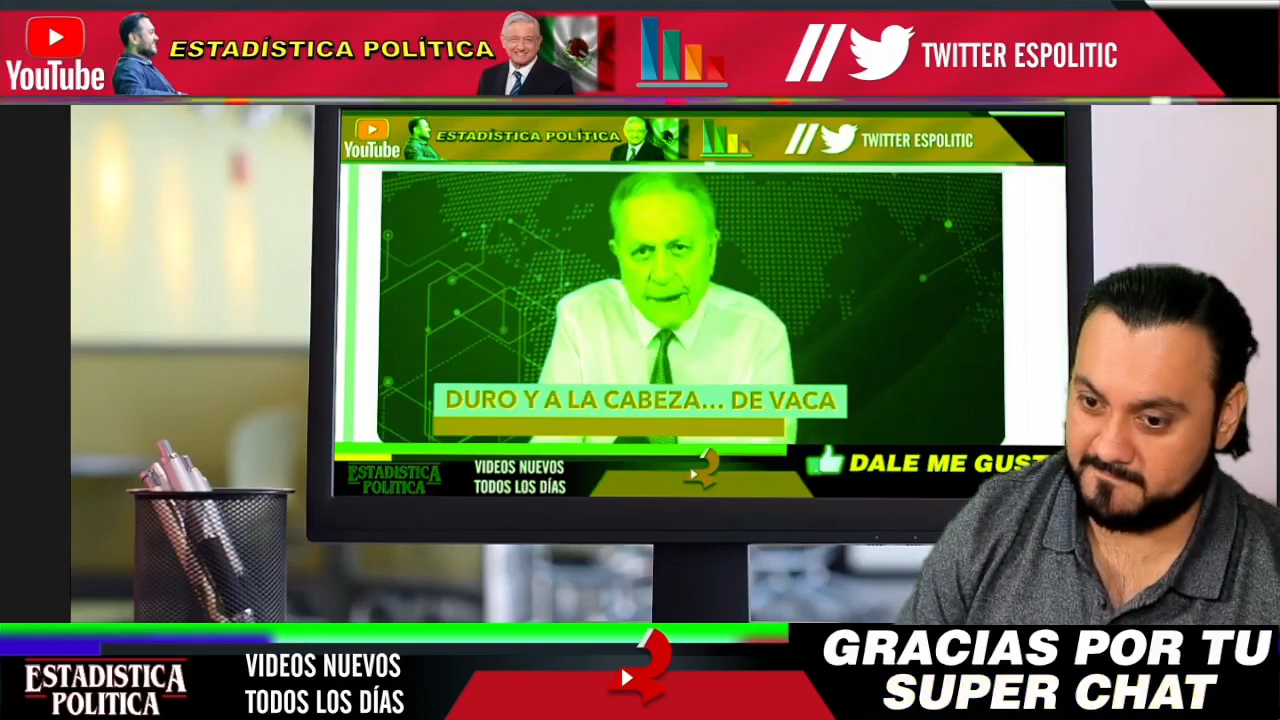 YouTube
ESTADÍSTICA POLÍTICA
TWITTER ESPOLITIC
YouTube
ESTADÍSTICA POLÍTICA
TWITTER ESPOLITIC
DURO Y A LA CABEZA... DE VACA
ESTADISTICA
POLITICA
VIDEOS NUEVOS
TODOS LOS DÍAS
DALE ME GUST
ESTADISTICA
POLITICA
VIDEOS NUEVOS
TODOS LOS DÍAS
GRACIAS POR TU
SUPER CHAT